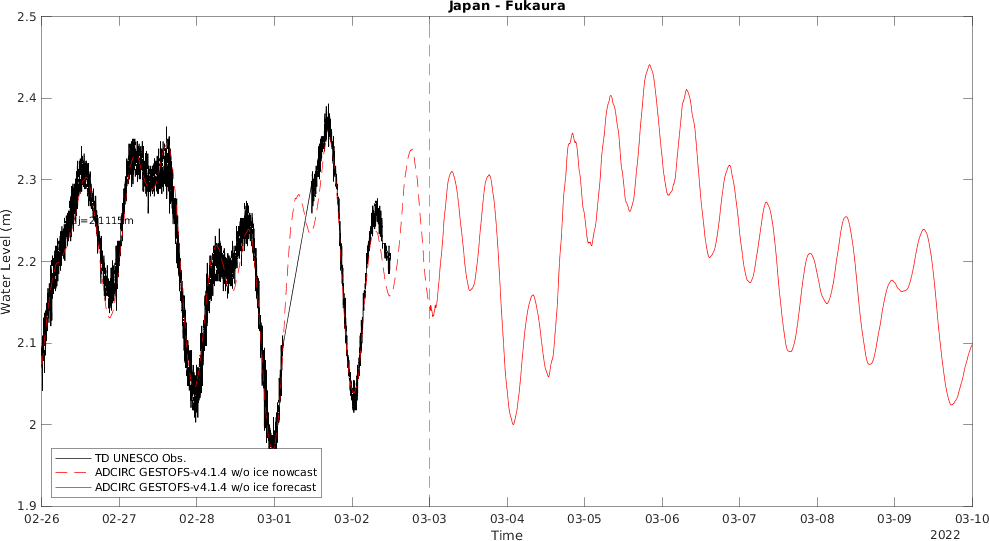 Japan - Fukaura
2.5
2.4
2.3
2.2
2.1
2
1.9
Water Level (m)
j=2.1115m
TD UNESCO Obs.
ADCIRC GESTOFS-v4.1.4 w/o ice nowcast
ADCIRC GESTOFS-v4.1.4 w/o ice forecast
02-26 02-27 02-28 03-01 03-02 03-03 03-04 03-05 03-06 03-07 03-08 03-09 03-10
Time
2022